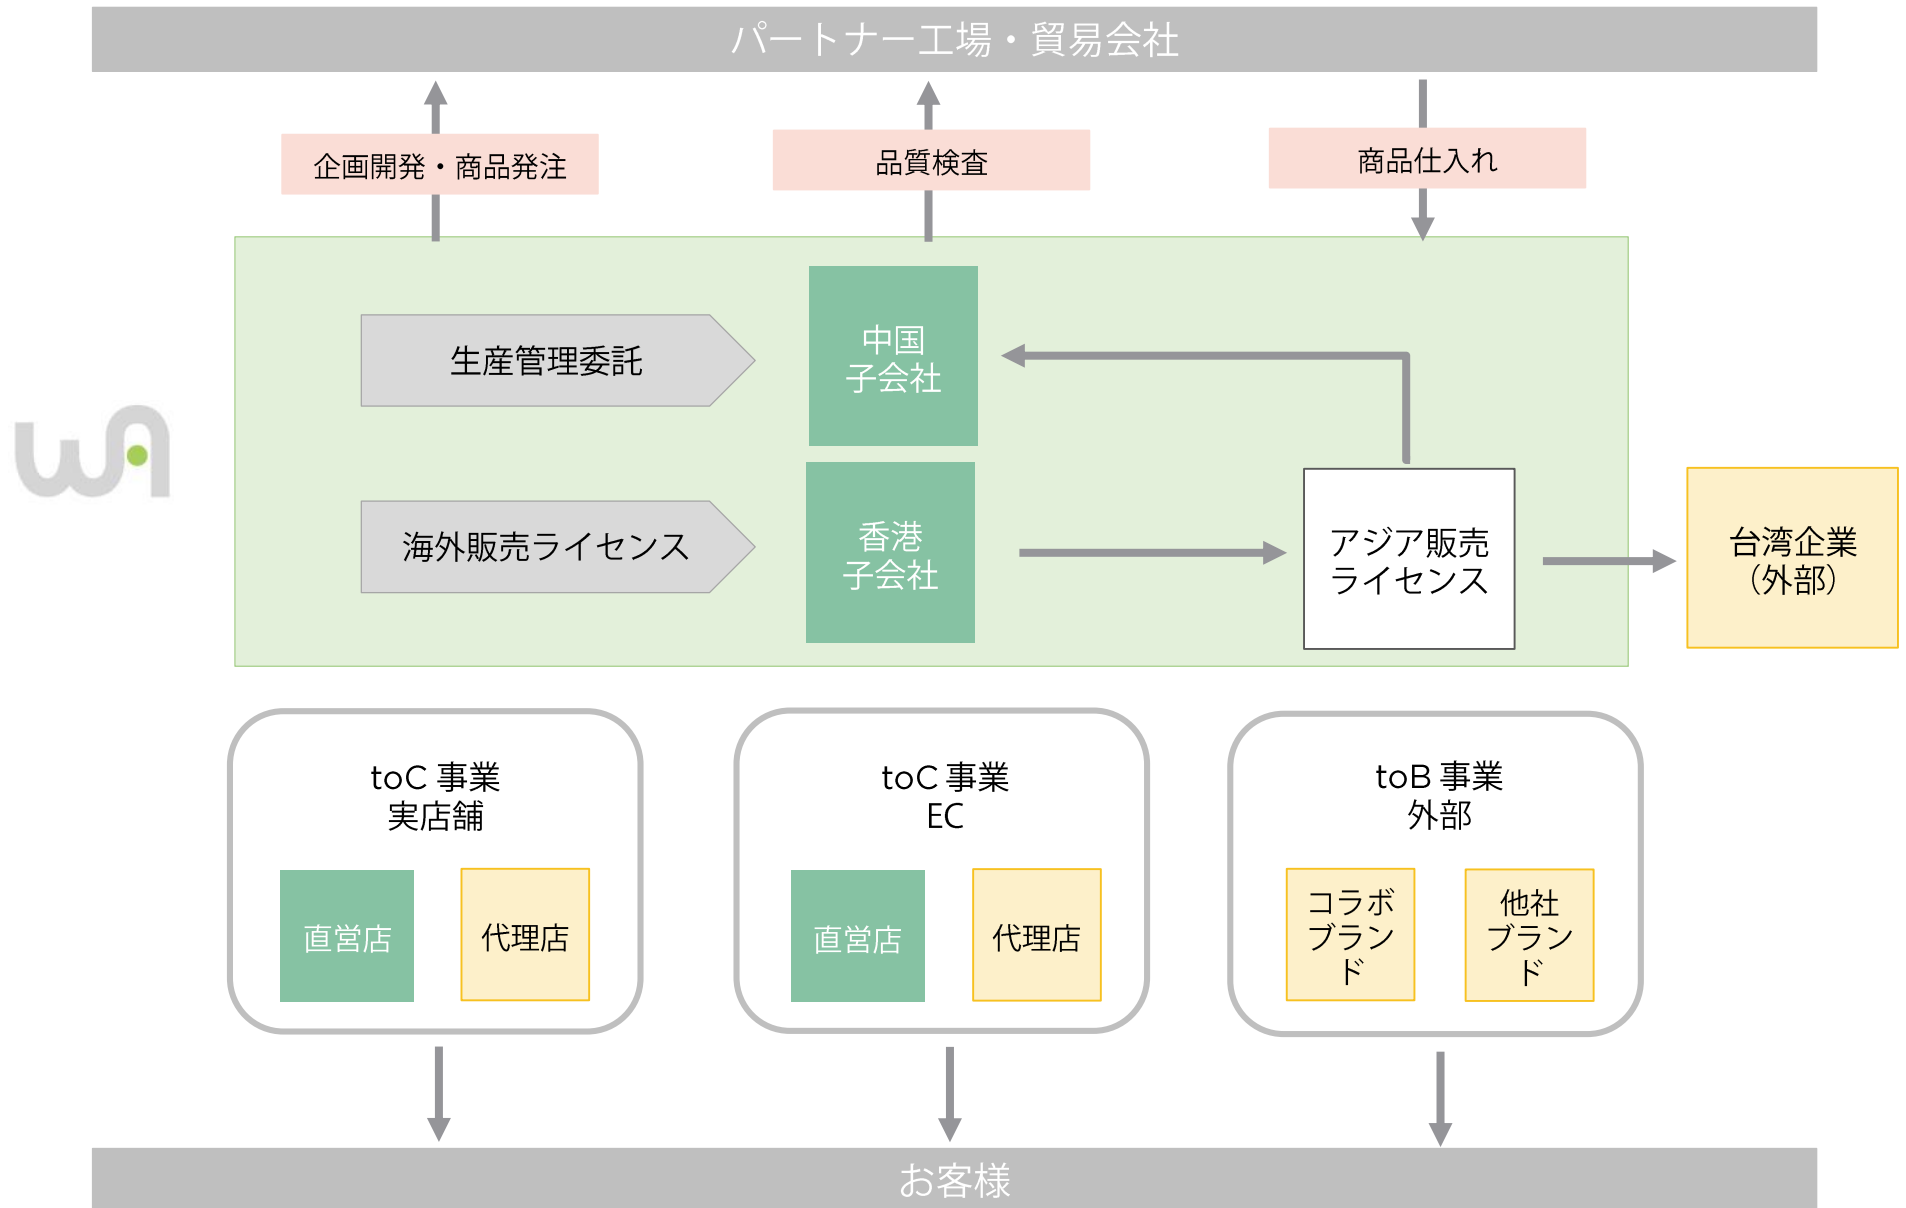 パートナー工場・貿易会社
企画開発・商品発注
品質検査
商品仕入れ
生産管理委託
中国
子会社
wa
海外販売ライセンス
香港
子会社
アジア販売
ライセンス
台湾企業
（外部）
toC 事業
実店舗
直営店
代理店
toC 事業
EC
直営店
代理店
toB 事業
外部
コラボ
ブラン
ド
他社
ブラン
ド
お客様